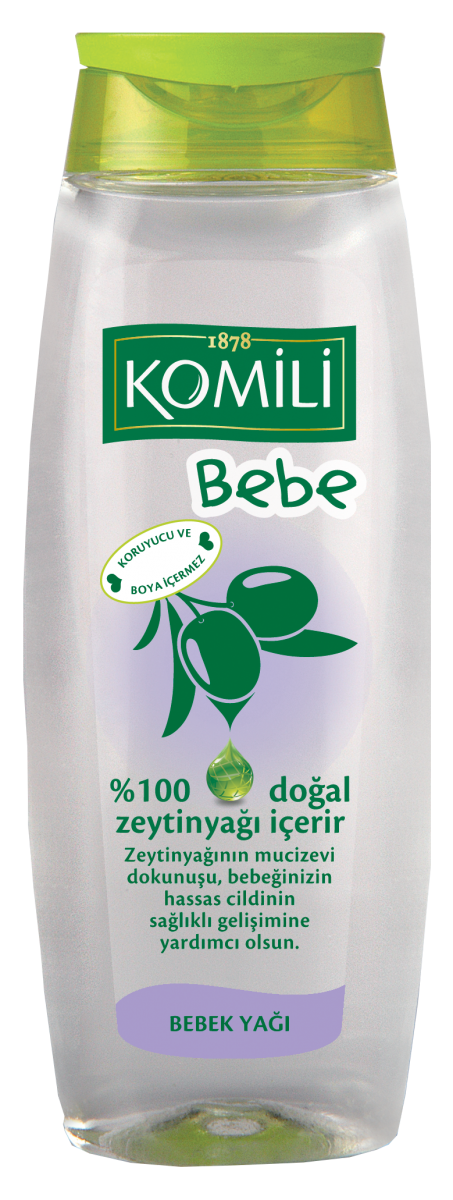 1878
KOMİLİ
Bebe
KORUYUCU VE
BOYA İÇERMEZ
%100 doğal
zeytinyağı içerir
Zeytinyağının mucizevi
dokunuşu, bebeğinizin
hassas cildinin
sağlıklı gelişimine
yardımcı olsun.
BEBEK YAĞI